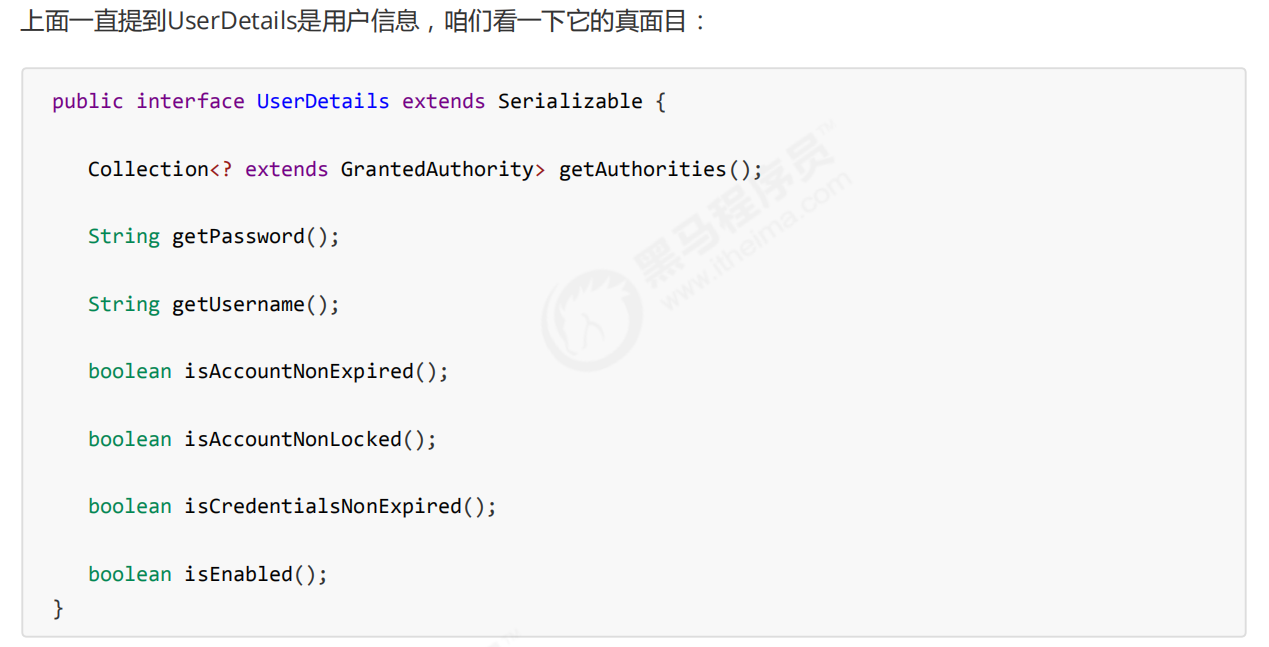 上面一直提到UserDetails是用户信息，咱们看一下它的真面目：
public interface UserDetails extends Serializable {
Collection<? extends GrantedAuthority> getAuthorities();
String getPassword();
String getUsername();
boolean isAccountNonExpired();
boolean isAccountNonLocked();
boolean isCredentialsNonExpired();
boolean isEnabled();
}
黑马程序员™
www.itheima.com